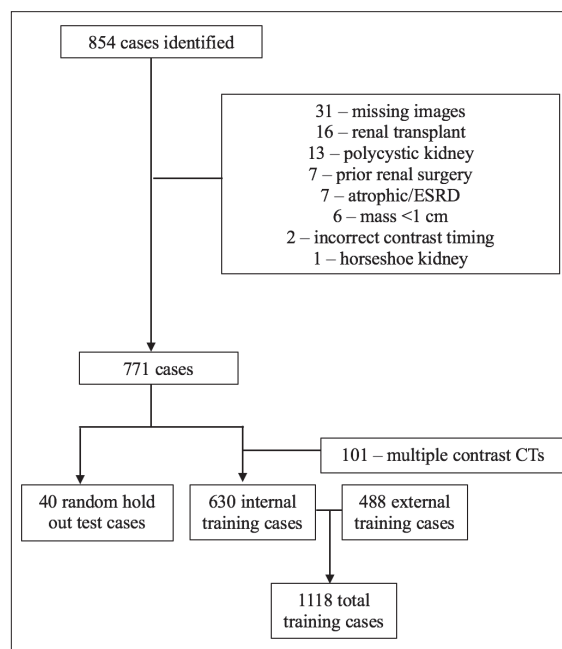 854 cases identified
31 – missing images
16 – renal transplant
13 – polycystic kidney
7 – prior renal surgery
7 – atrophic/ESRD
6 – mass <1 cm
2 – incorrect contrast timing
1 – horseshoe kidney
771 cases
101 – multiple contrast CTs
40 random hold
out test cases
630 internal
training cases
488 external
training cases
1118 total
training cases